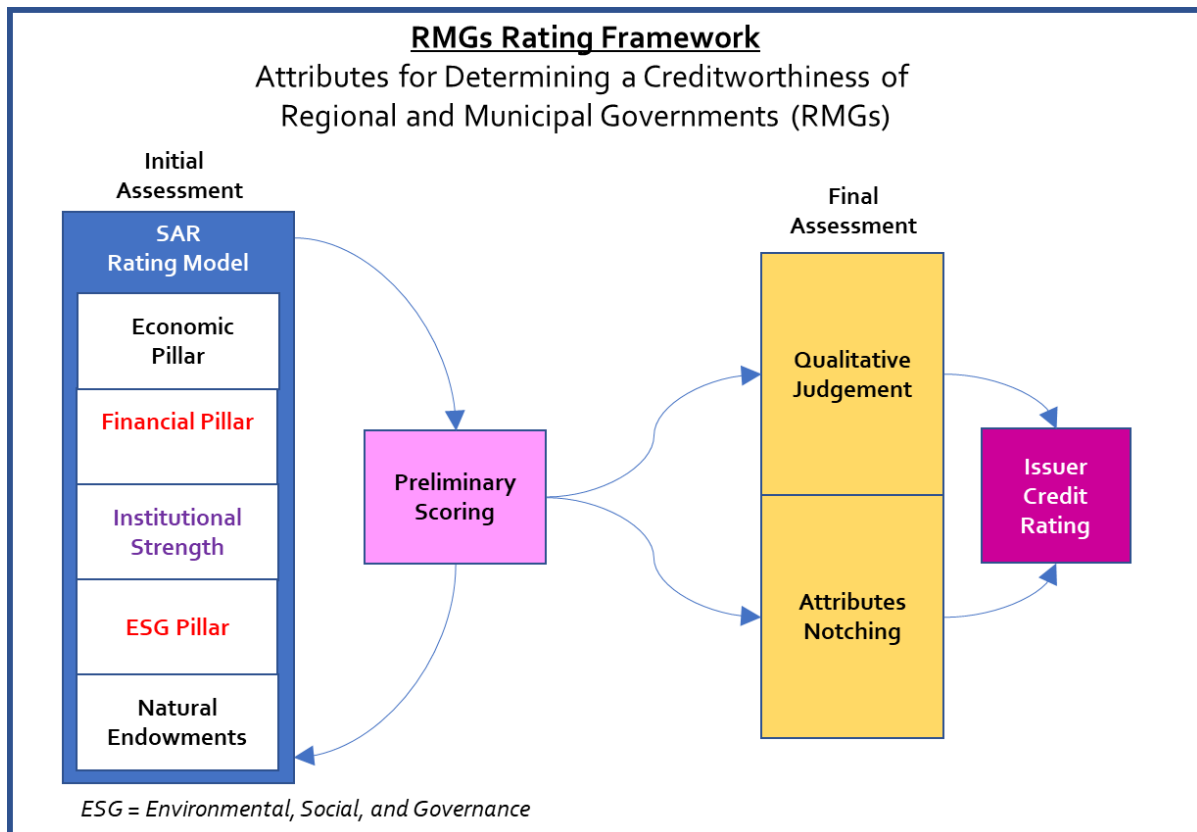 RMGs Rating Framework
Attributes for Determining a Creditworthiness of
Regional and Municipal Governments (RMGs)
Initial
Assessment
SAR
Rating Model
Economic
Pillar
Financial Pillar
Institutional
Strength
ESG Pillar
Natural
Endowments
Preliminary
Scoring
Final
Assessment
Qualitative
Judgement
Attributes
Notching
Issuer
Credit
Rating
ESG = Environmental, Social, and Governance